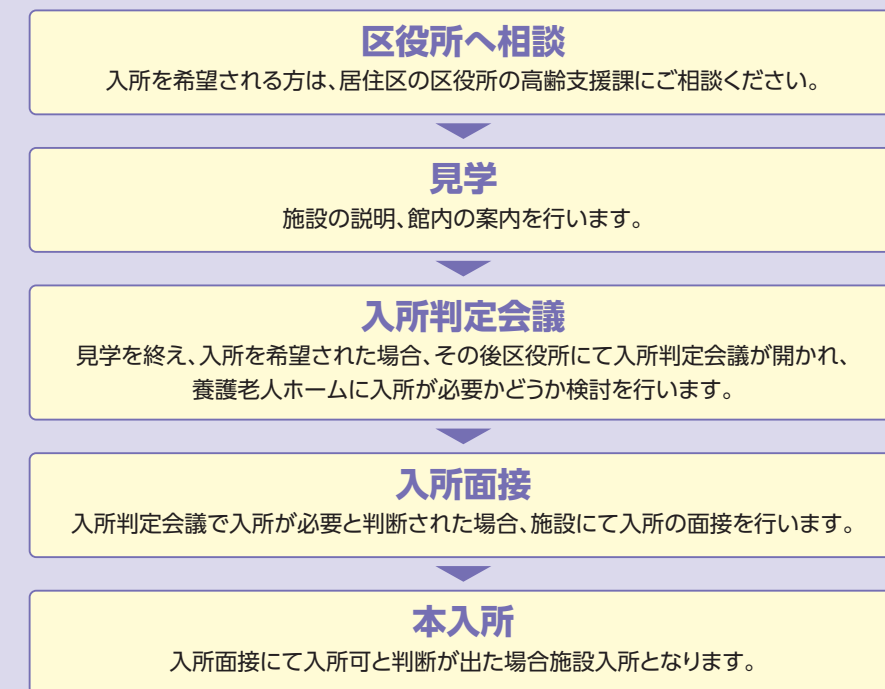 区役所へ相談
入所を希望される方は、居住区の区役所の高齢支援課にご相談ください。
見学
施設の説明、館内の案内を行います。
入所判定会議
見学を終え、入所を希望された場合、その後区役所にて入所判定会議が開かれ、
養護老人ホームに入所が必要かどうか検討を行います。
入所面接
入所判定会議で入所が必要と判断された場合、施設にて入所の面接を行います。
本入所
入所面接にて入所可と判断が出た場合施設入所となります。